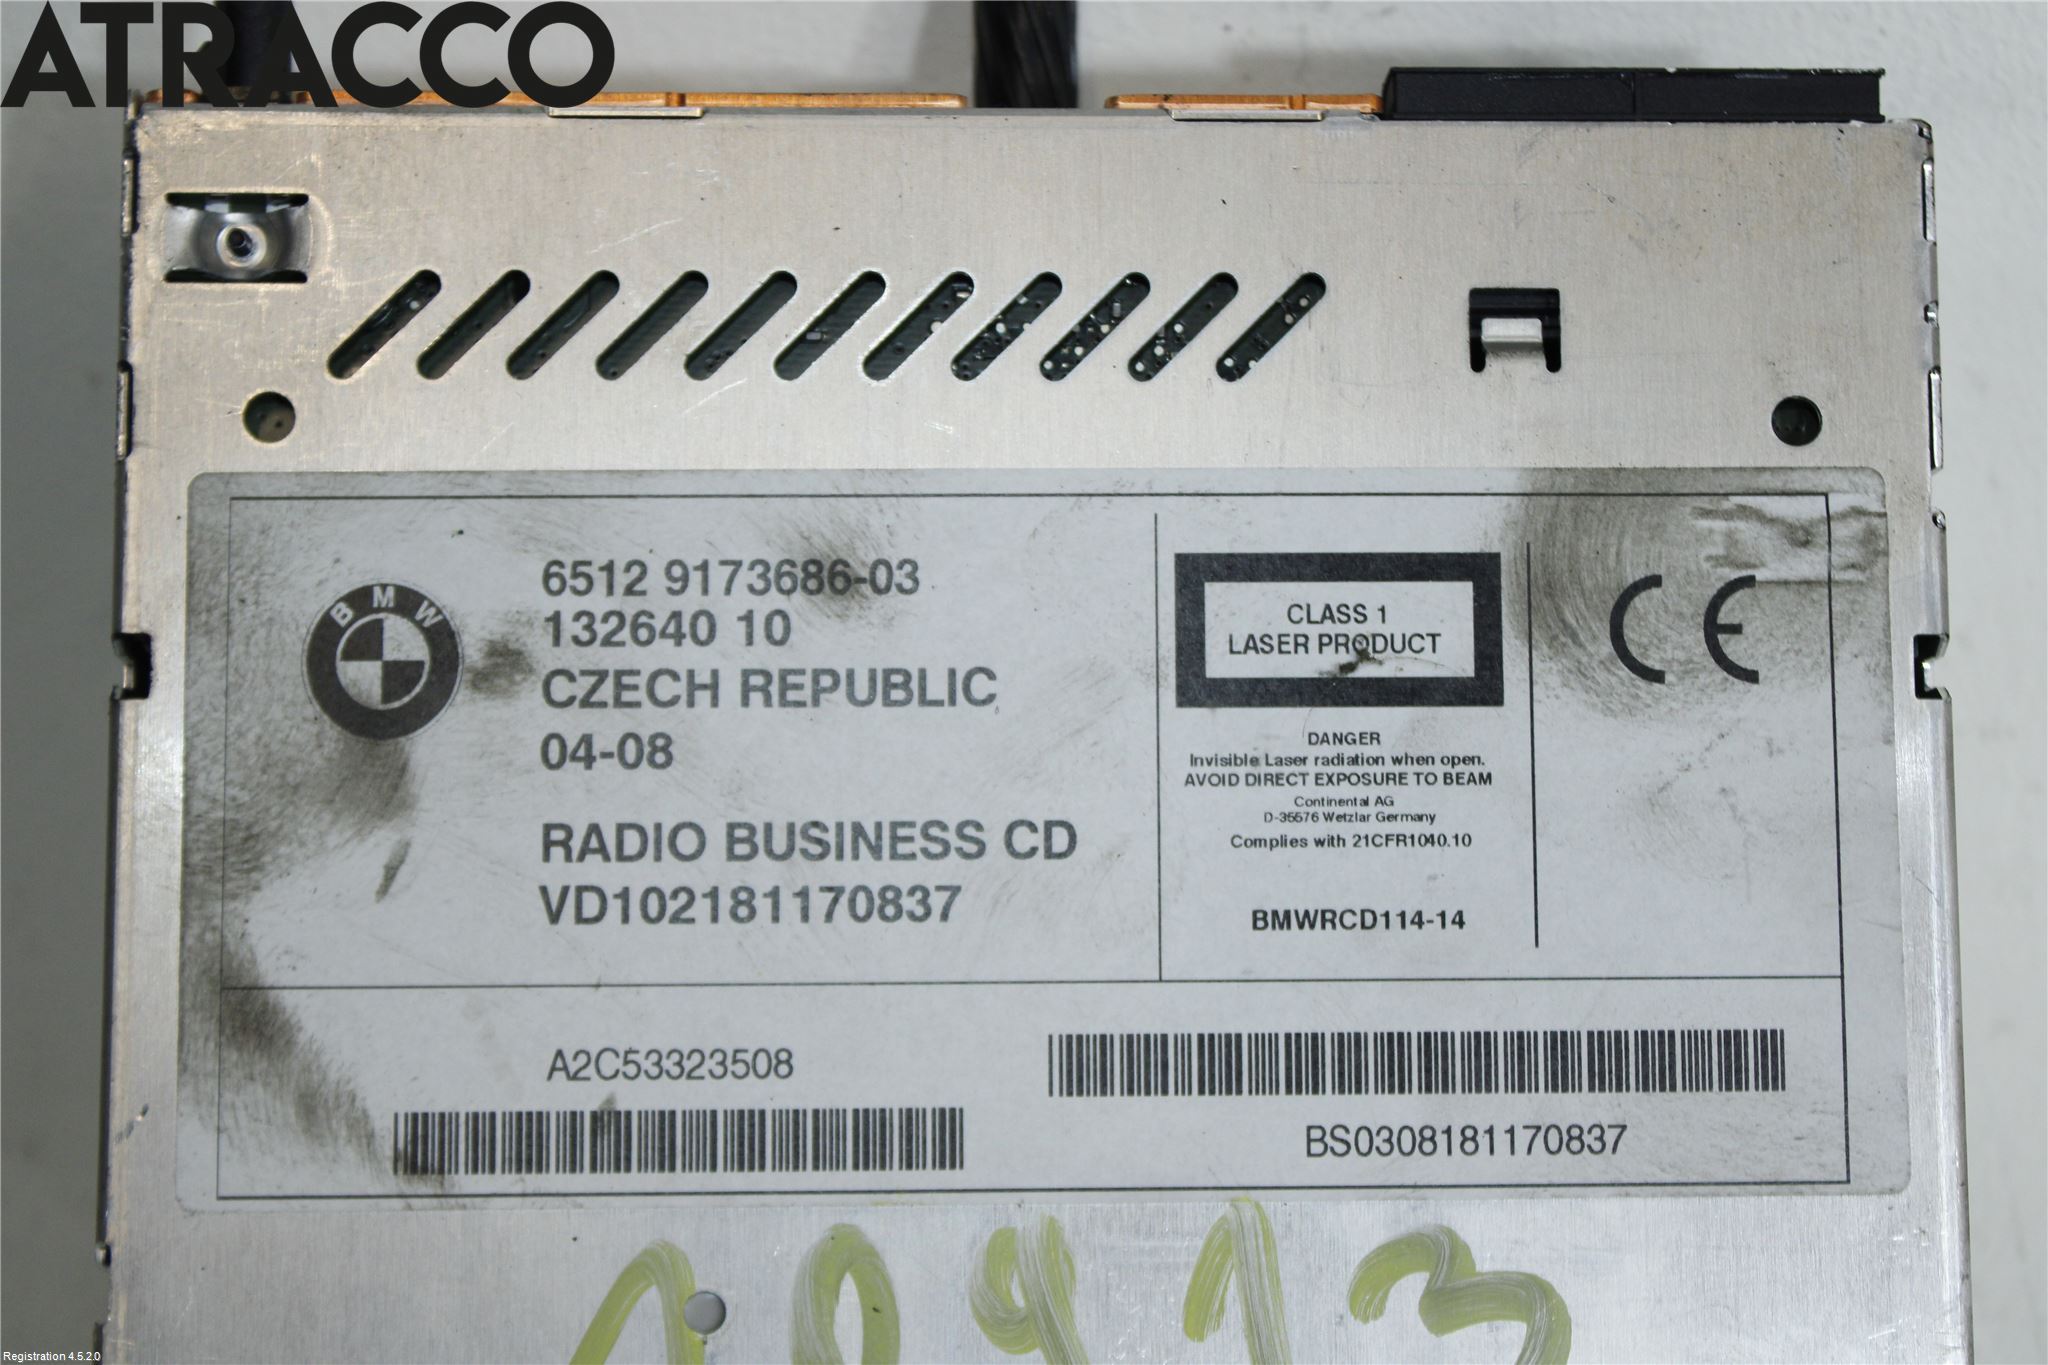 ATRACCO
BMW
6512 9173686-03
132640 10
CZECH REPUBLIC
04-08
RADIO BUSINESS CD
VD102181170837
CLASS 1
LASER PRODUCT
DANGER
Invisible Laser radiation when open.
AVOID DIRECT EXPOSURE TO BEAM
Continental AG
D-35576 Wetzlar Germany
Complies with 21CFR1040.10
BMWRCD114-14
CE
A2C53323508
BS0308181170837
Registration 4.5.2.0